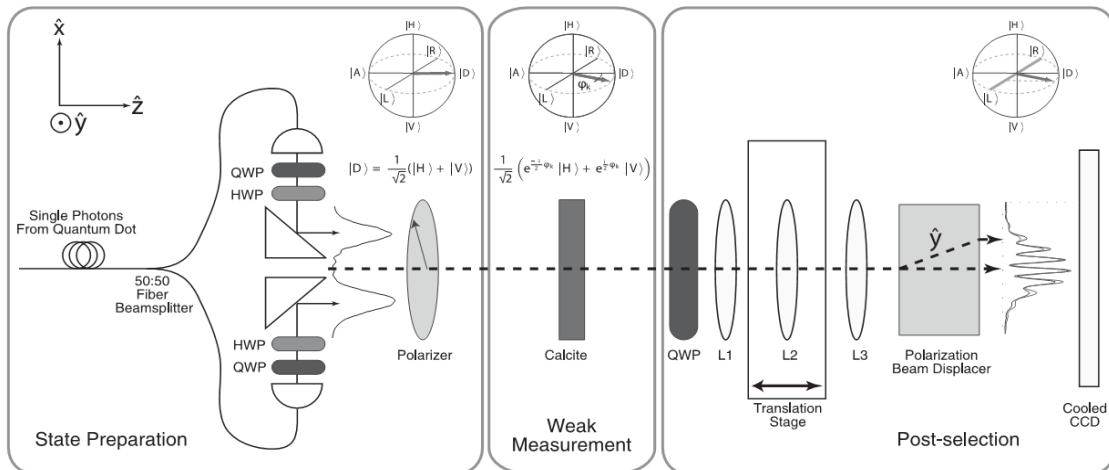 x̂
ẑ
ŷ
Single Photons
From Quantum Dot
50:50
Fiber
Beamsplitter
QWP
HWP
HWP
QWP
|H⟩
|R⟩
|A⟩
|D⟩
|L⟩
|V⟩
|D⟩ = 1/√2 (|H⟩ + |V⟩)
Polarizer
State Preparation
|H⟩
|R⟩
|A⟩
|D⟩
φk
|L⟩
|V⟩
1/√2 (e^(-i/2 φk) |H⟩ + e^(i/2 φk) |V⟩)
Calcite
Weak
Measurement
|H⟩
|R⟩
|A⟩
|D⟩
|L⟩
|V⟩
QWP
L1
L2
L3
Translation
Stage
ŷ
Polarization
Beam Displacer
Cooled
CCD
Post-selection